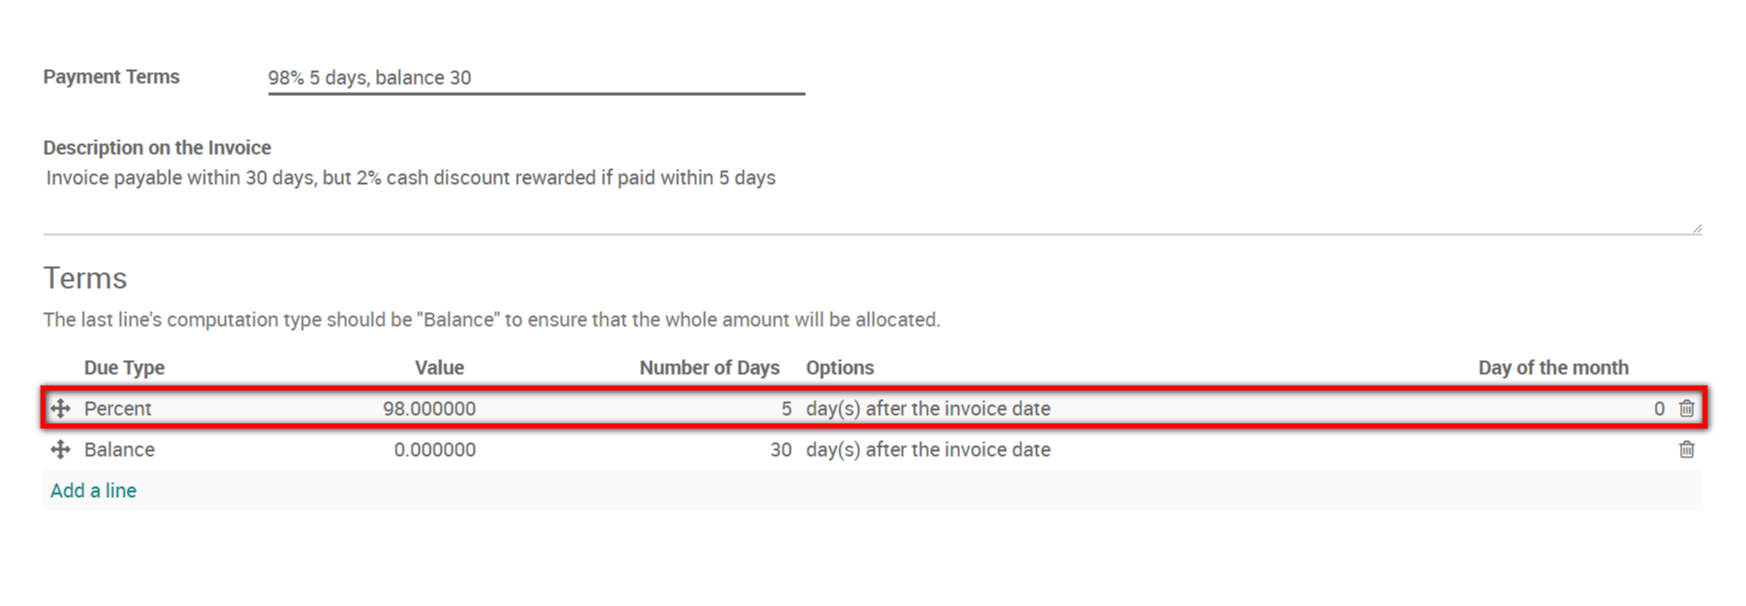 Payment Terms 98% 5 days, balance 30
Description on the Invoice
Invoice payable within 30 days, but 2% cash discount rewarded if paid within 5 days
Terms
The last line's computation type should be "Balance" to ensure that the whole amount will be allocated.
Due Type Value Number of Days Options Day of the month
Percent 98.000000 5 day(s) after the invoice date 0
Balance 0.000000 30 day(s) after the invoice date
Add a line